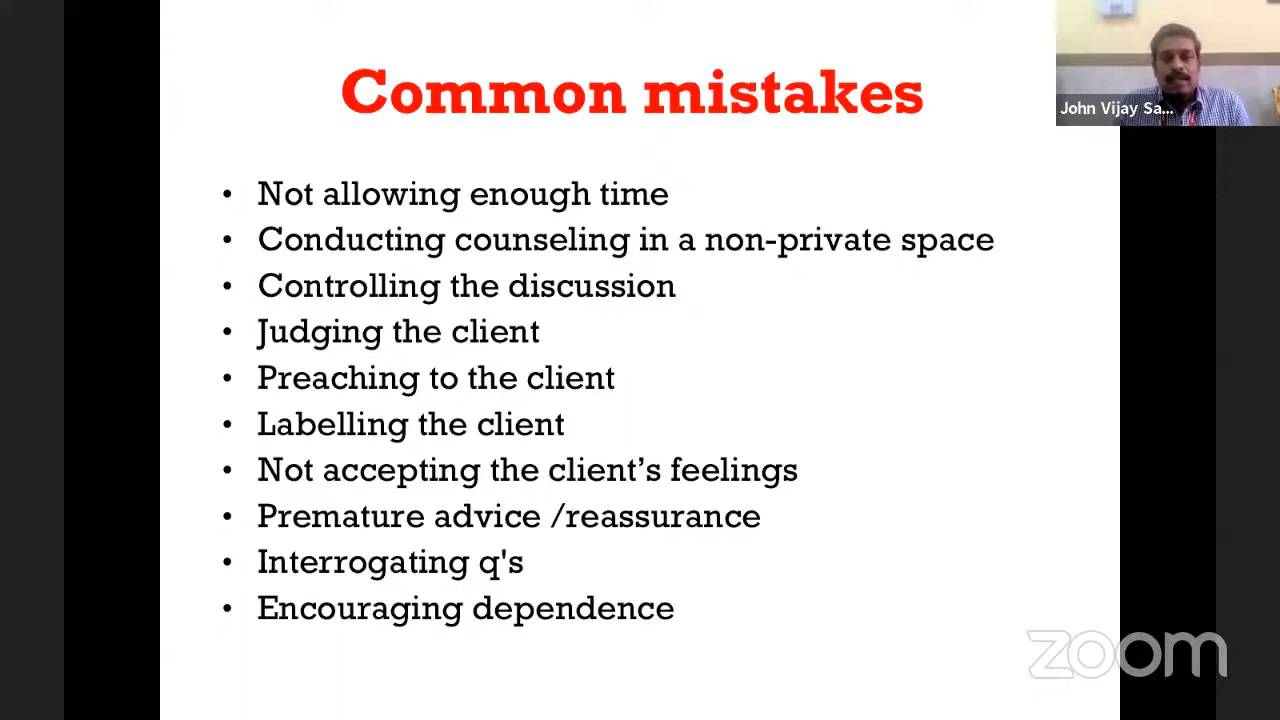 Common mistakes
John Vijay Sa...
• Not allowing enough time
• Conducting counseling in a non-private space
• Controlling the discussion
• Judging the client
• Preaching to the client
• Labelling the client
• Not accepting the client’s feelings
• Premature advice /reassurance
• Interrogating q's
• Encouraging dependence
zoom